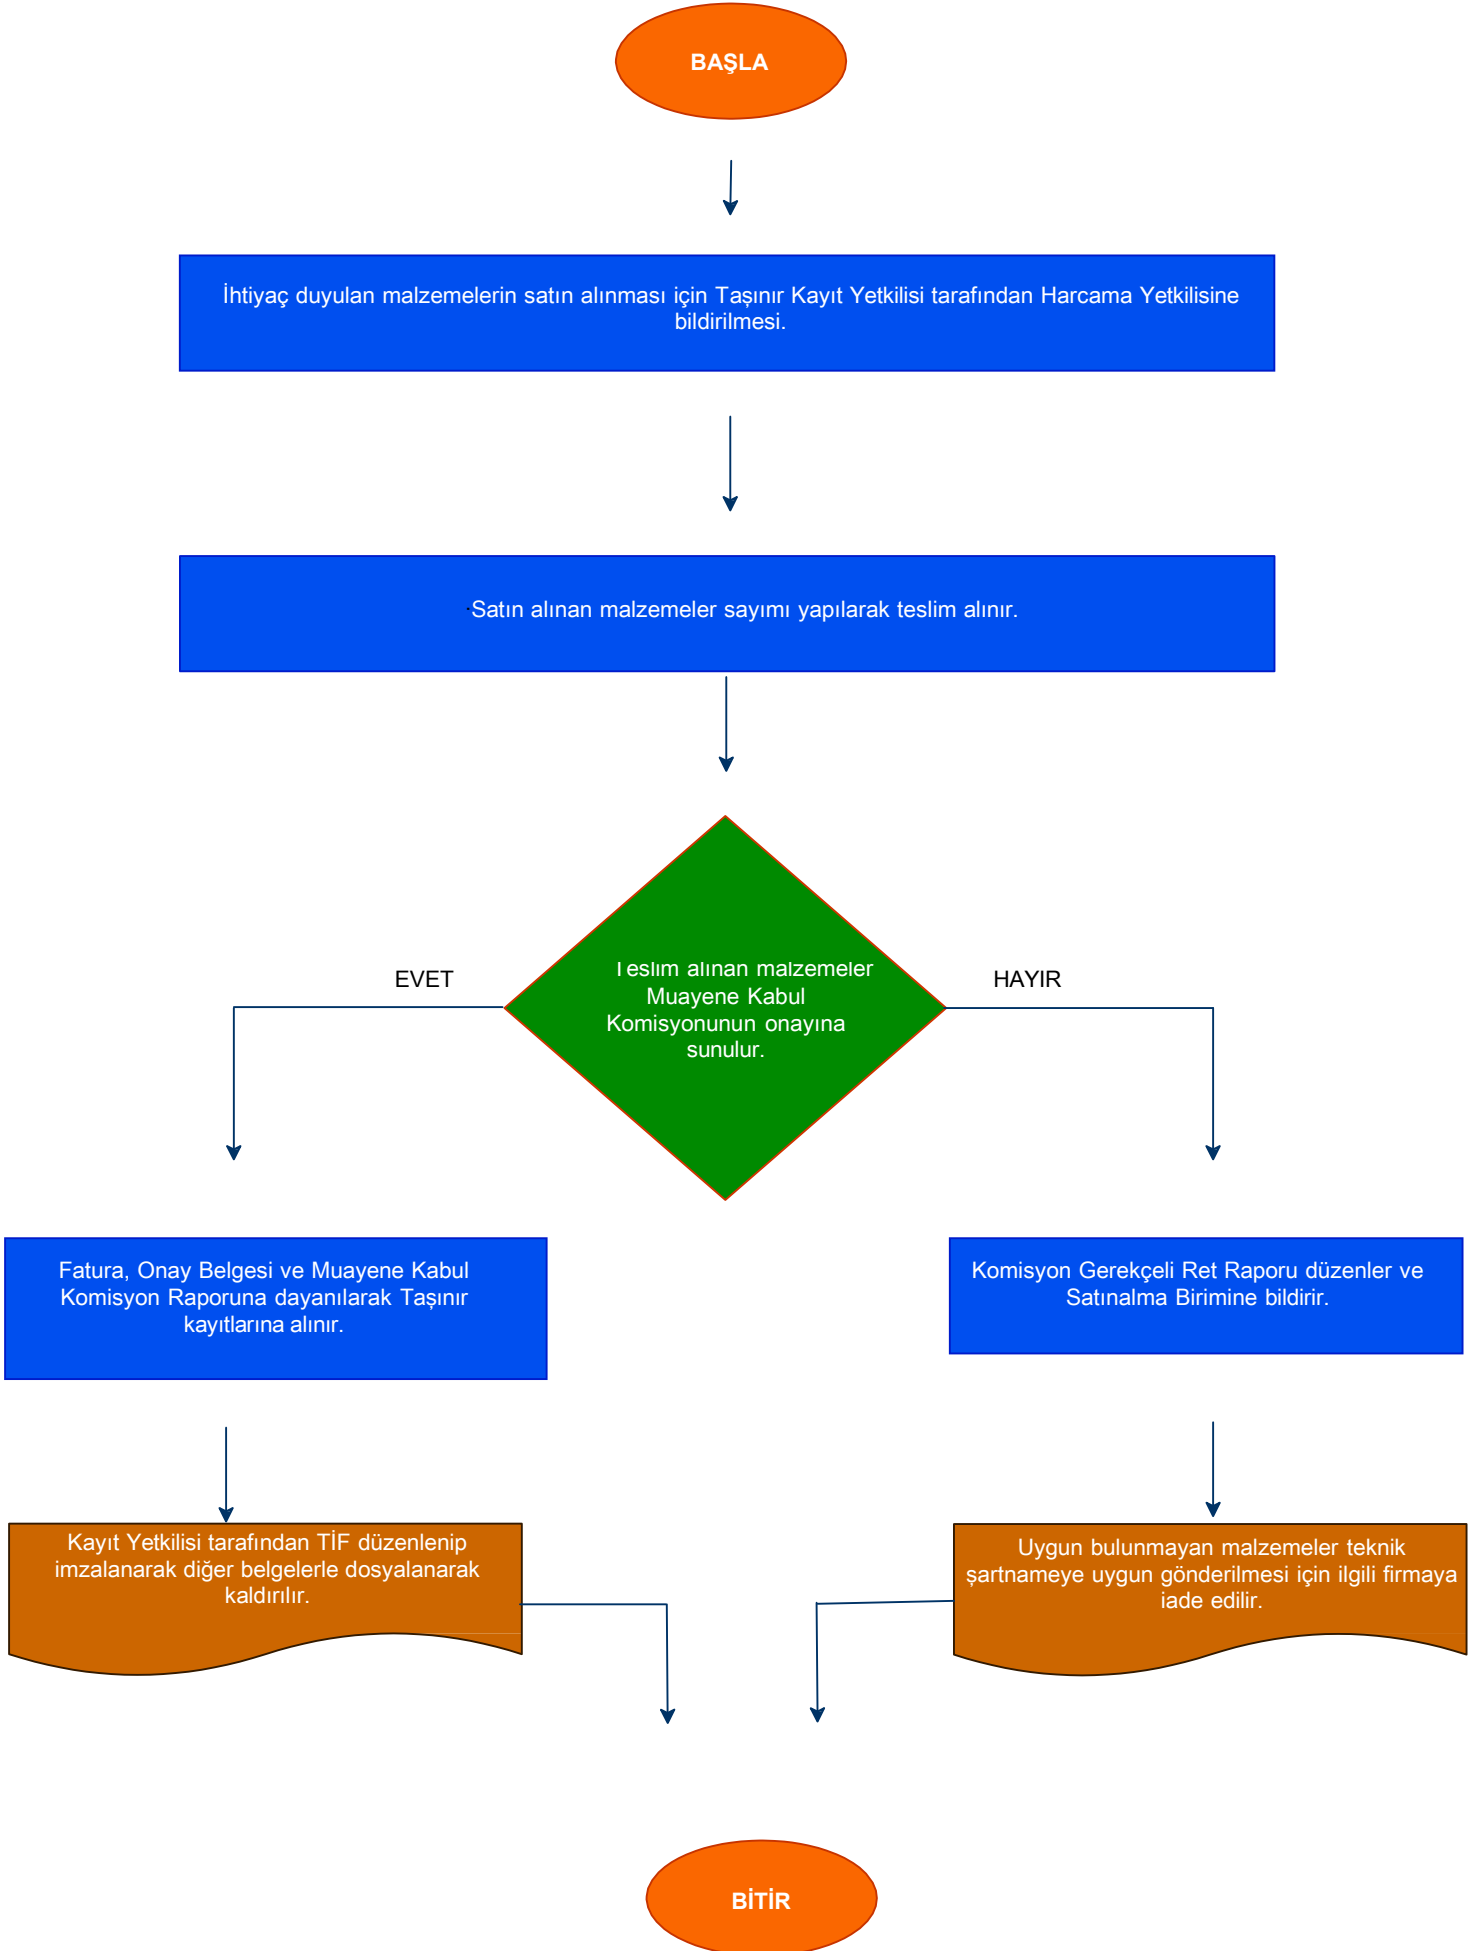 BAŞLA
İhtiyaç duyulan malzemelerin satın alınması için Taşınır Kayıt Yetkilisi tarafından Harcama Yetkilisine
bildirilmesi.
Satın alınan malzemeler sayımı yapılarak teslim alınır.
EVET
HAYIR
Teslim alınan malzemeler
Muayene Kabul
Komisyonunun onayına
sunulur.
Fatura, Onay Belgesi ve Muayene Kabul
Komisyon Raporuna dayanılarak Taşınır
kayıtlarına alınır.
Komisyon Gerekçeli Ret Raporu düzenler ve
Satınalma Birimine bildirir.
Kayıt Yetkilisi tarafından TİF düzenlenip
imzalanarak diğer belgelerle dosyalanarak
kaldırılır.
Uygun bulunmayan malzemeler teknik
şartnameye uygun gönderilmesi için ilgili firmaya
iade edilir.
BİTİR